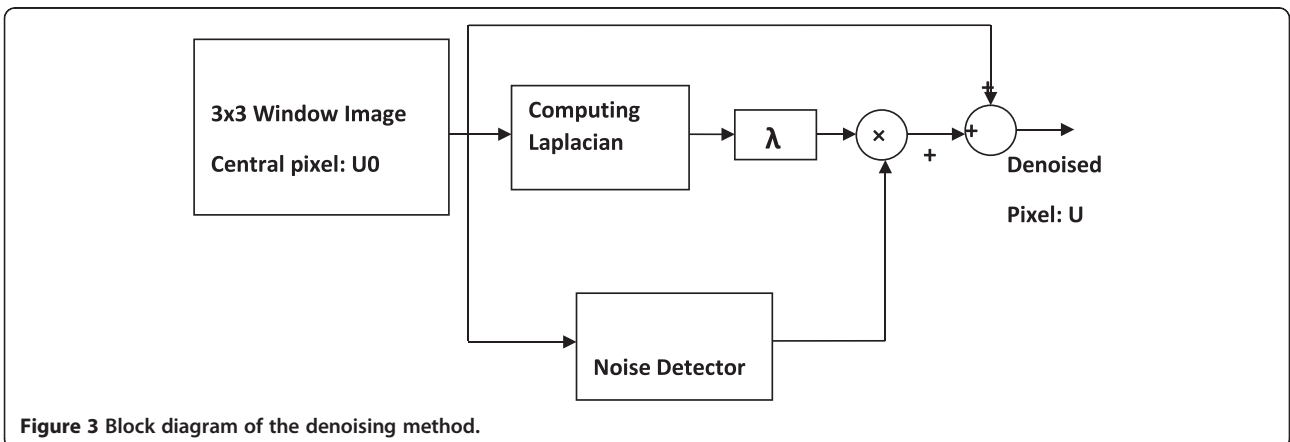 3x3 Window Image
Central pixel: U0
Computing
Laplacian
λ
×
+
+
+
Denoised
Pixel: U
Noise Detector
Figure 3 Block diagram of the denoising method.